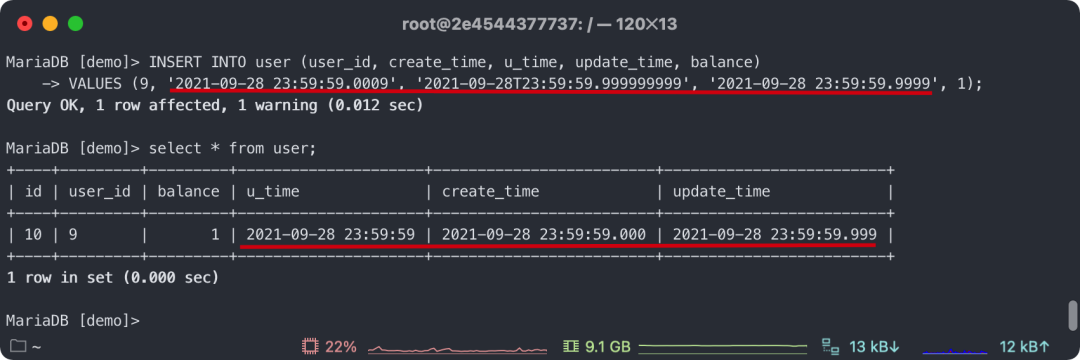 root@2e4544377737: / — 120×13
MariaDB [demo]> INSERT INTO user (user_id, create_time, u_time, update_time, balance)
    -> VALUES (9, '2021-09-28 23:59:59.0009', '2021-09-28T23:59:59.999999999', '2021-09-28 23:59:59.9999', 1);
Query OK, 1 row affected, 1 warning (0.012 sec)
MariaDB [demo]> select * from user;
+----+---------+---------+---------------------+-------------------------+-------------------------+
| id | user_id | balance | u_time              | create_time             | update_time             |
+----+---------+---------+---------------------+-------------------------+-------------------------+
| 10 | 9       |       1 | 2021-09-28 23:59:59 | 2021-09-28 23:59:59.000 | 2021-09-28 23:59:59.999 |
+----+---------+---------+---------------------+-------------------------+-------------------------+
1 row in set (0.000 sec)
MariaDB [demo]>
~ 22% 9.1 GB 13 kB↓ 12 kB↑